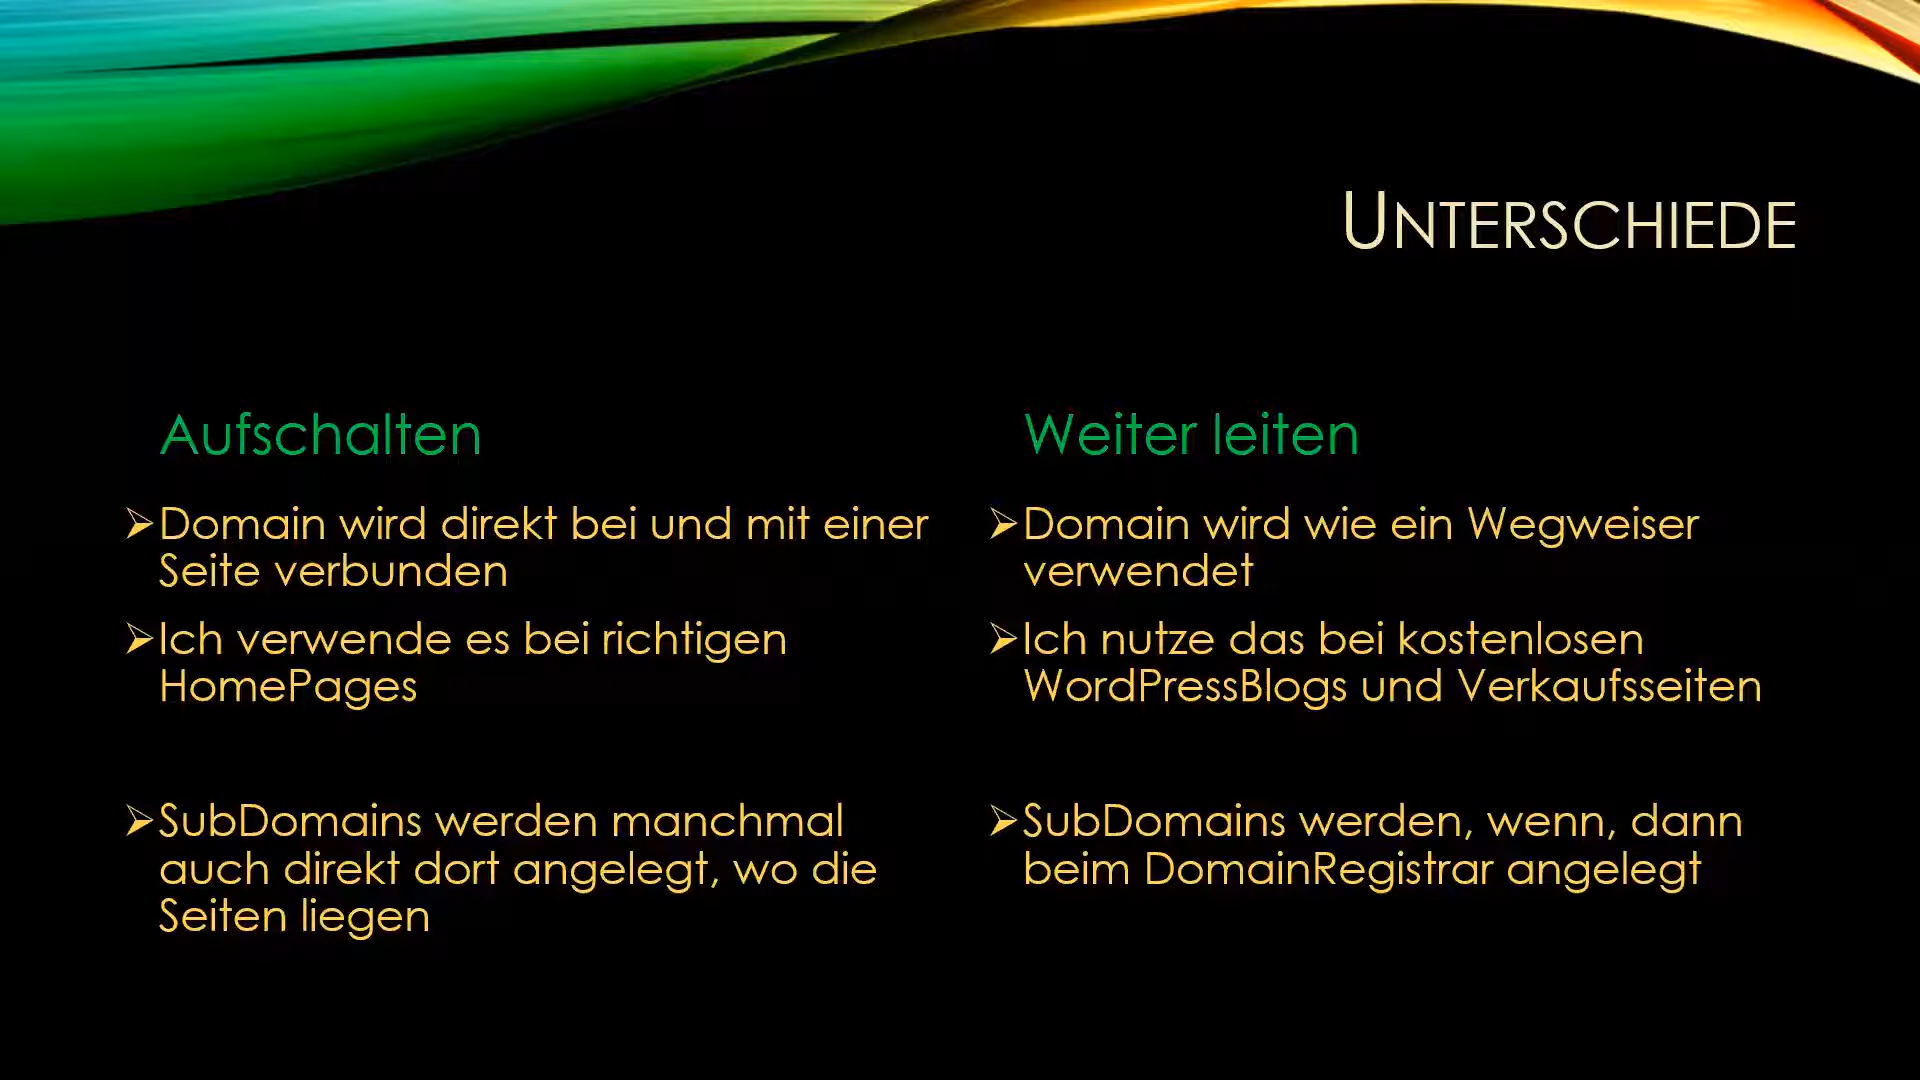 UNTERSCHIEDE
Aufschalten
➢Domain wird direkt bei und mit einer
Seite verbunden
➢Ich verwende es bei richtigen
HomePages
➢SubDomains werden manchmal
auch direkt dort angelegt, wo die
Seiten liegen
Weiter leiten
➢Domain wird wie ein Wegweiser
verwendet
➢Ich nutze das bei kostenlosen
WordPressBlogs und Verkaufsseiten
➢SubDomains werden, wenn, dann
beim DomainRegistrar angelegt